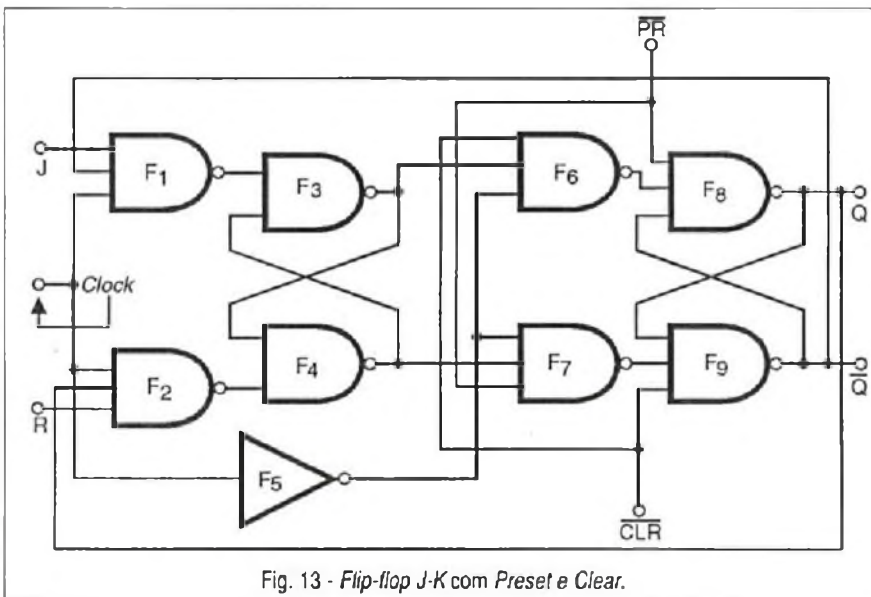 PR
J
F1
F3
F6
F8
Q
Clock
F2
F4
F7
F9
Q
R
F5
CLR
Fig. 13 - Flip-flop J-K com Preset e Clear.